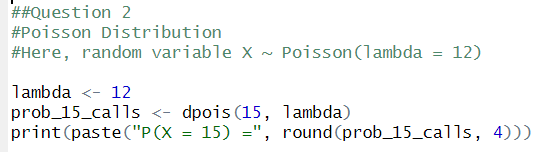 ##Question 2
#Poisson Distribution
#Here, random variable X ~ Poisson(lambda = 12)
lambda <- 12
prob_15_calls <- dpois(15, lambda)
print(paste("P(X = 15) =", round(prob_15_calls, 4)))